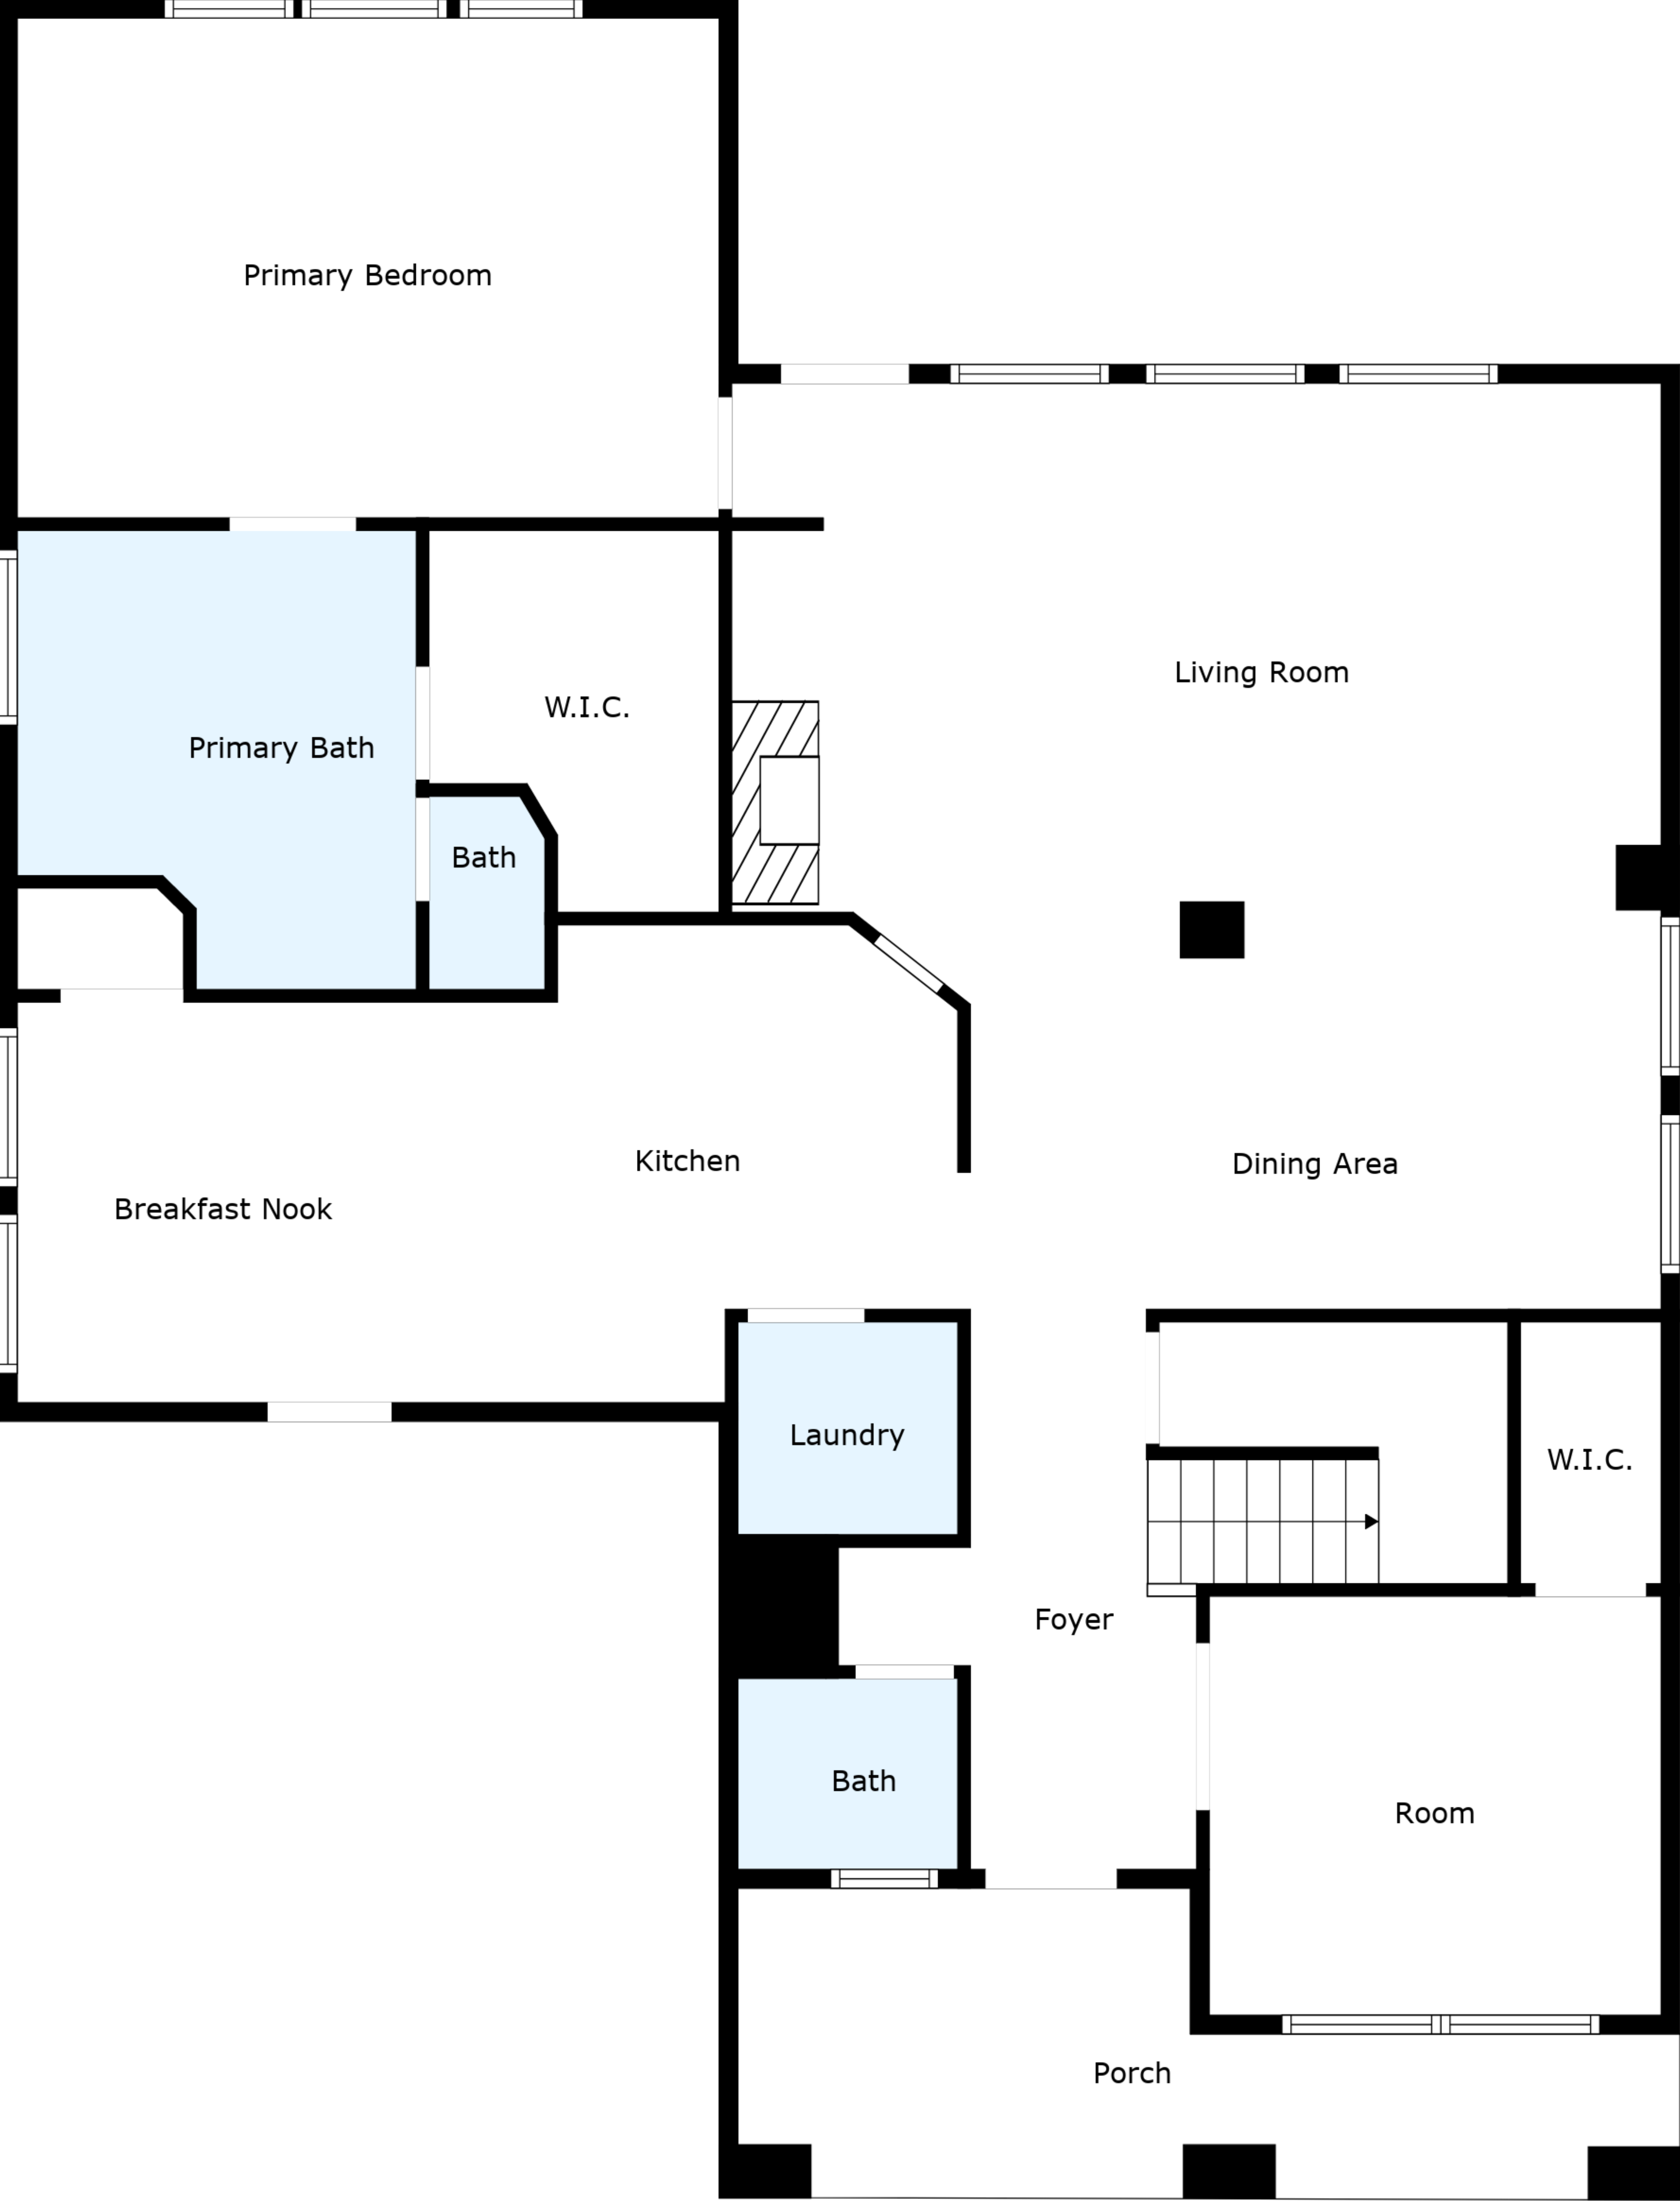 Primary Bedroom
Living Room
W.I.C.
Primary Bath
Bath
Kitchen
Dining Area
Breakfast Nook
Laundry
W.I.C.
Foyer
Bath
Room
Porch